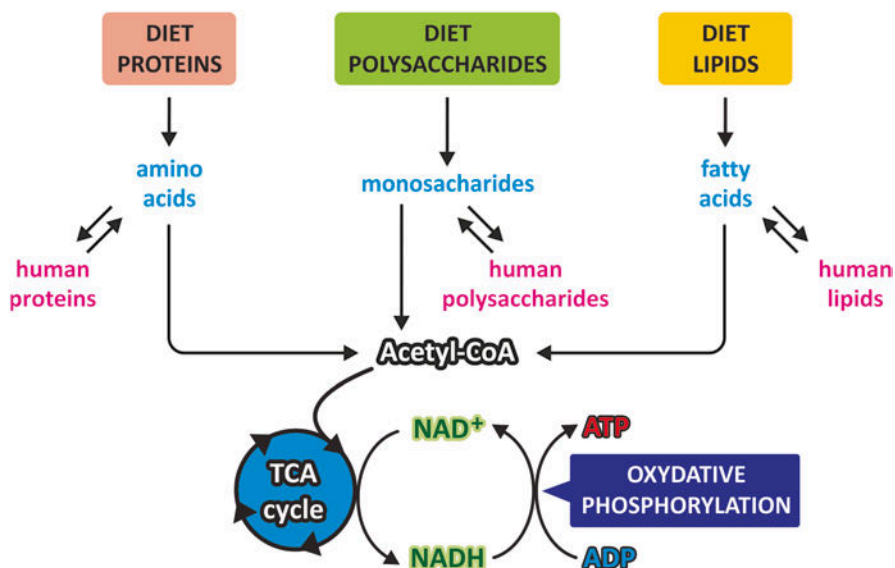 DIET
PROTEINS
DIET
POLYSACCHARIDES
DIET
LIPIDS
amino
acids
monosacharides
fatty
acids
human
proteins
human
polysaccharides
human
lipids
Acetyl-CoA
TCA
cycle
NAD⁺
NADH
ATP
ADP
OXYDATIVE
PHOSPHORYLATION